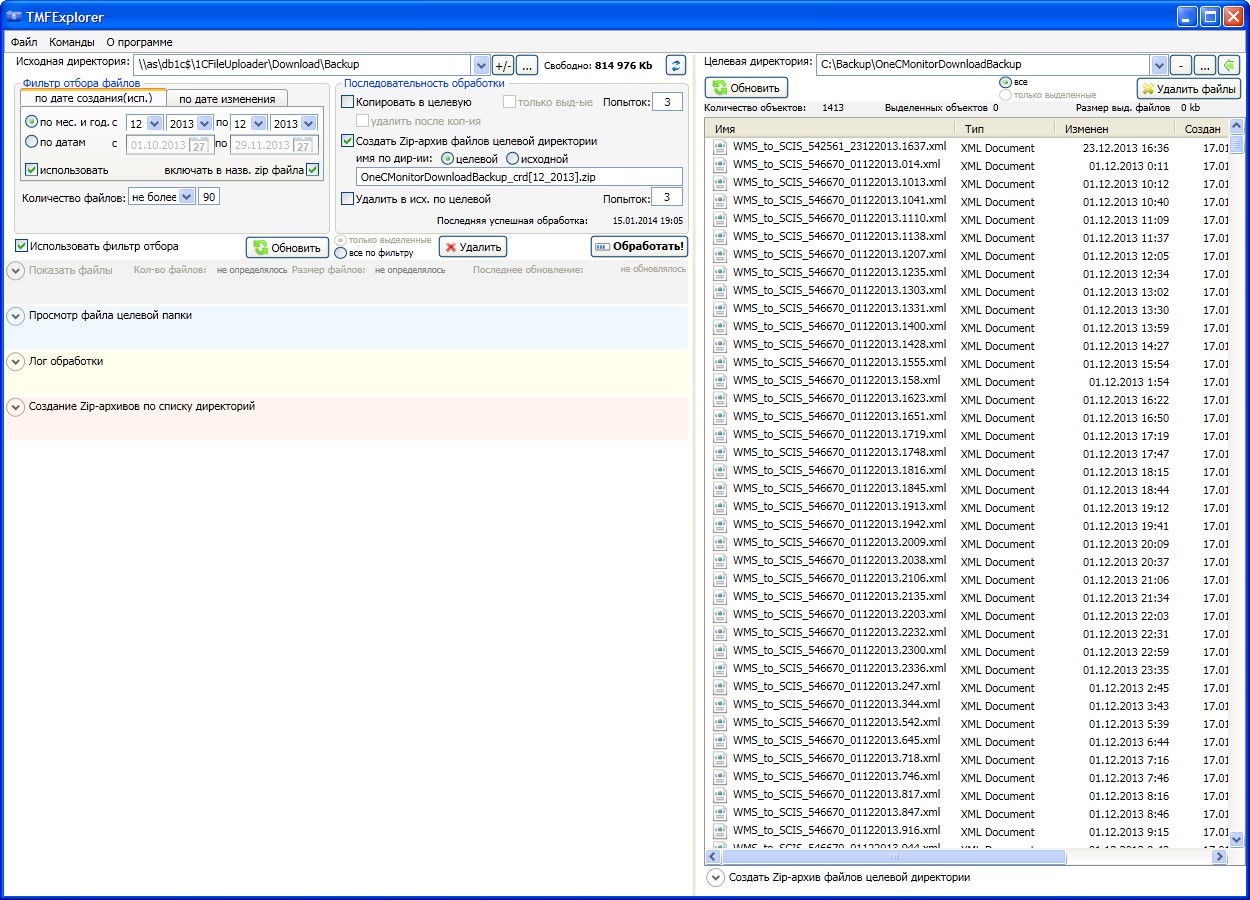 TMFExplorer
Файл Команды О программе
Исходная директория: \\as\db1c$\1CFileUploader\Download\Backup +/- ... Свободно: 814 976 Kb
Фильтр отбора файлов
по дате создания(исп.) по дате изменения
по мес. и год. с 12 2013 по 12 2013
по датам с 01.10.2013 27 по 29.11.2013 27
использовать включать в назв. zip файла
Количество файлов: не более 90
Использовать фильтр отбора Обновить
Последовательность обработки
Копировать в целевую только выд-ые Попыток: 3
удалить после коп-ия
Создать Zip-архив файлов целевой директории
имя по дир-ии: целевой исходной
OneCMonitorDownloadBackup_crd[12_2013].zip
Удалить в исх. по целевой Попыток: 3
Последняя успешная обработка: 15.01.2014 19:05
только выделенные
все по фильтру
Удалить Обработать!
Показать файлы Кол-во файлов: не определялось Размер файлов: не определялось Последнее обновление: не обновлялось
Просмотр файла целевой папки
Лог обработки
Создание Zip-архивов по списку директорий
Целевая директория: C:\Backup\OneCMonitorDownloadBackup - ...
Обновить все
только выделенные Удалить файлы
Количество объектов: 1413 Выделенных объектов 0 Размер выд. файлов 0 kb
Имя Тип Изменен Создан
WMS_to_SCIS_542561_23122013.1637.xml XML Document 23.12.2013 16:36 17.01
WMS_to_SCIS_546670_01122013.014.xml XML Document 01.12.2013 0:11 17.01
WMS_to_SCIS_546670_01122013.1013.xml XML Document 01.12.2013 10:12 17.01
WMS_to_SCIS_546670_01122013.1041.xml XML Document 01.12.2013 10:40 17.01
WMS_to_SCIS_546670_01122013.1110.xml XML Document 01.12.2013 11:09 17.01
WMS_to_SCIS_546670_01122013.1138.xml XML Document 01.12.2013 11:37 17.01
WMS_to_SCIS_546670_01122013.1207.xml XML Document 01.12.2013 12:05 17.01
WMS_to_SCIS_546670_01122013.1235.xml XML Document 01.12.2013 12:34 17.01
WMS_to_SCIS_546670_01122013.1303.xml XML Document 01.12.2013 13:02 17.01
WMS_to_SCIS_546670_01122013.1331.xml XML Document 01.12.2013 13:30 17.01
WMS_to_SCIS_546670_01122013.1400.xml XML Document 01.12.2013 13:59 17.01
WMS_to_SCIS_546670_01122013.1428.xml XML Document 01.12.2013 14:27 17.01
WMS_to_SCIS_546670_01122013.1555.xml XML Document 01.12.2013 15:54 17.01
WMS_to_SCIS_546670_01122013.158.xml XML Document 01.12.2013 1:54 17.01
WMS_to_SCIS_546670_01122013.1623.xml XML Document 01.12.2013 16:22 17.01
WMS_to_SCIS_546670_01122013.1651.xml XML Document 01.12.2013 16:50 17.01
WMS_to_SCIS_546670_01122013.1719.xml XML Document 01.12.2013 17:19 17.01
WMS_to_SCIS_546670_01122013.1748.xml XML Document 01.12.2013 17:47 17.01
WMS_to_SCIS_546670_01122013.1816.xml XML Document 01.12.2013 18:15 17.01
WMS_to_SCIS_546670_01122013.1845.xml XML Document 01.12.2013 18:44 17.01
WMS_to_SCIS_546670_01122013.1913.xml XML Document 01.12.2013 19:12 17.01
WMS_to_SCIS_546670_01122013.1942.xml XML Document 01.12.2013 19:41 17.01
WMS_to_SCIS_546670_01122013.2009.xml XML Document 01.12.2013 20:09 17.01
WMS_to_SCIS_546670_01122013.2038.xml XML Document 01.12.2013 20:37 17.01
WMS_to_SCIS_546670_01122013.2106.xml XML Document 01.12.2013 21:06 17.01
WMS_to_SCIS_546670_01122013.2135.xml XML Document 01.12.2013 21:34 17.01
WMS_to_SCIS_546670_01122013.2203.xml XML Document 01.12.2013 22:03 17.01
WMS_to_SCIS_546670_01122013.2232.xml XML Document 01.12.2013 22:31 17.01
WMS_to_SCIS_546670_01122013.2300.xml XML Document 01.12.2013 22:59 17.01
WMS_to_SCIS_546670_01122013.2336.xml XML Document 01.12.2013 23:35 17.01
WMS_to_SCIS_546670_01122013.247.xml XML Document 01.12.2013 2:45 17.01
WMS_to_SCIS_546670_01122013.344.xml XML Document 01.12.2013 3:43 17.01
WMS_to_SCIS_546670_01122013.542.xml XML Document 01.12.2013 5:39 17.01
WMS_to_SCIS_546670_01122013.645.xml XML Document 01.12.2013 6:44 17.01
WMS_to_SCIS_546670_01122013.718.xml XML Document 01.12.2013 7:16 17.01
WMS_to_SCIS_546670_01122013.746.xml XML Document 01.12.2013 7:46 17.01
WMS_to_SCIS_546670_01122013.817.xml XML Document 01.12.2013 8:16 17.01
WMS_to_SCIS_546670_01122013.847.xml XML Document 01.12.2013 8:46 17.01
WMS_to_SCIS_546670_01122013.916.xml XML Document 01.12.2013 9:15 17.01
Создать Zip-архив файлов целевой директории